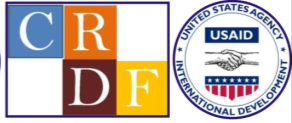 C R
D F
UNITED STATES AGENCY
USAID
INTERNATIONAL DEVELOPMENT